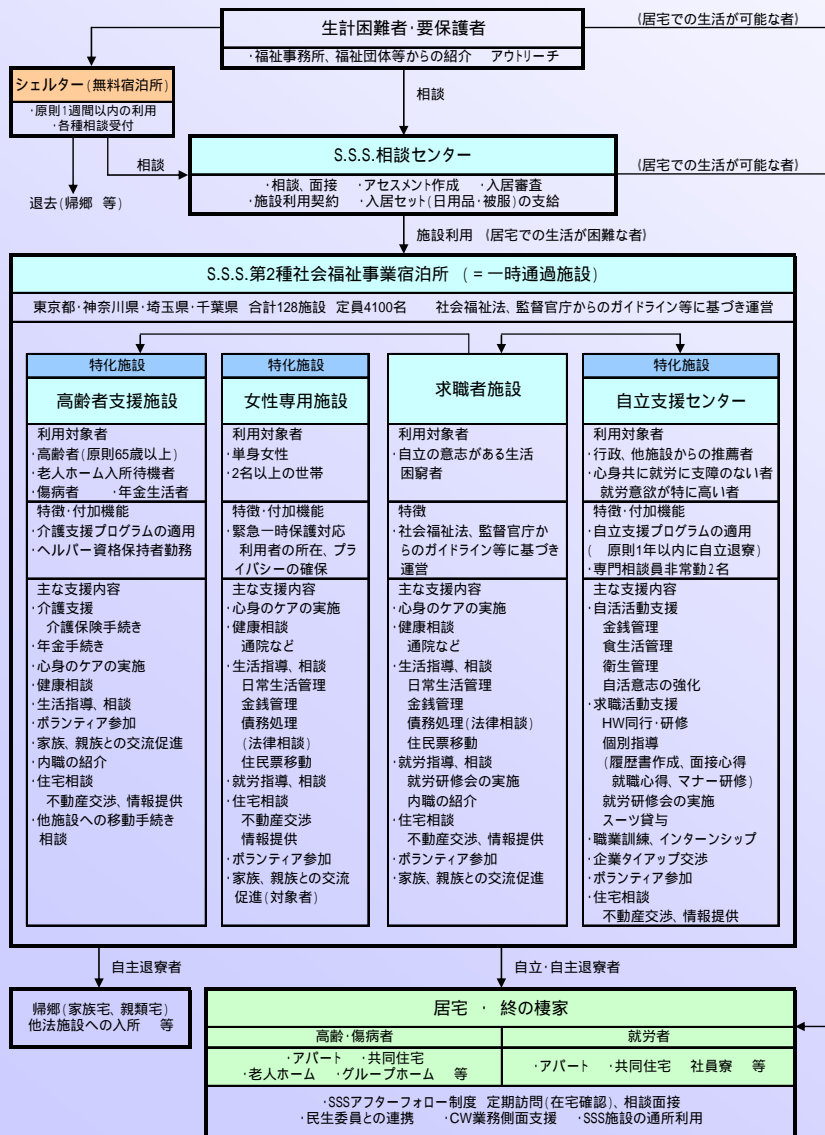 生計困難者・要保護者
・福祉事務所、福祉団体等からの紹介 アウトリーチ
(居宅での生活が可能な者)
シェルター(無料宿泊所)
・原則1週間以内の利用
・各種相談受付
相談
相談
退去(帰郷 等)
S.S.S.相談センター
・相談、面接 ・アセスメント作成 ・入居審査
・施設利用契約 ・入居セット(日用品・被服)の支給
(居宅での生活が可能な者)
施設利用 (居宅での生活が困難な者)
S.S.S.第2種社会福祉事業宿泊所 (=一時通過施設)
東京都・神奈川県・埼玉県・千葉県 合計128施設 定員4100名 社会福祉法、監督官庁からのガイドライン等に基づき運営
特化施設
高齢者支援施設
利用対象者
・高齢者(原則65歳以上)
・老人ホーム入所待機者
・傷病者 ・年金生活者
特徴・付加機能
・介護支援プログラムの適用
・ヘルパー資格保持者勤務
主な支援内容
・介護支援
介護保険手続き
・年金手続き
・心身のケアの実施
・健康相談
・生活指導、相談
・ボランティア参加
・家族、親族との交流促進
・内職の紹介
・住宅相談
不動産交渉、情報提供
・他施設への移動手続き
相談
特化施設
女性専用施設
利用対象者
・単身女性
・2名以上の世帯
特徴・付加機能
・緊急一時保護対応
利用者の所在、プラ
イバシーの確保
主な支援内容
・心身のケアの実施
・健康相談
通院など
・生活指導、相談
日常生活管理
金銭管理
債務処理
(法律相談)
住民票移動
・就労指導、相談
・住宅相談
不動産交渉
情報提供
・ボランティア参加
・家族、親族との交流
促進(対象者)
求職者施設
利用対象者
・自立の意志がある生活
困窮者
特徴
・社会福祉法、監督官庁か
らのガイドライン等に基づき
運営
主な支援内容
・心身のケアの実施
・健康相談
通院など
・生活指導、相談
日常生活管理
金銭管理
債務処理(法律相談)
住民票移動
・就労指導、相談
就労研修会の実施
内職の紹介
・住宅相談
不動産交渉、情報提供
・ボランティア参加
・家族、親族との交流促進
特化施設
自立支援センター
利用対象者
・行政、他施設からの推薦者
・心身共に就労に支障のない者
就労意欲が特に高い者
特徴・付加機能
・自立支援プログラムの適用
( 原則1年以内に自立退寮)
・専門相談員非常勤2名
主な支援内容
・自活活動支援
金銭管理
食生活管理
衛生管理
自活意志の強化
・求職活動支援
HW同行・研修
個別指導
(履歴書作成、面接心得
就職心得、マナー研修)
就労研修会の実施
スーツ貸与
・職業訓練、インターンシップ
・企業タイアップ交渉
・ボランティア参加
・住宅相談
不動産交渉、情報提供
自主退寮者
自立・自主退寮者
帰郷(家族宅、親類宅)
他法施設への入所 等
居宅 ・ 終の棲家
高齢・傷病者
・アパート ・共同住宅
・老人ホーム ・グループホーム 等
就労者
・アパート ・共同住宅 社員寮 等
・SSSアフターフォロー制度 定期訪問(在宅確認)、相談面接
・民生委員との連携 ・CW業務側面支援 ・SSS施設の通所利用